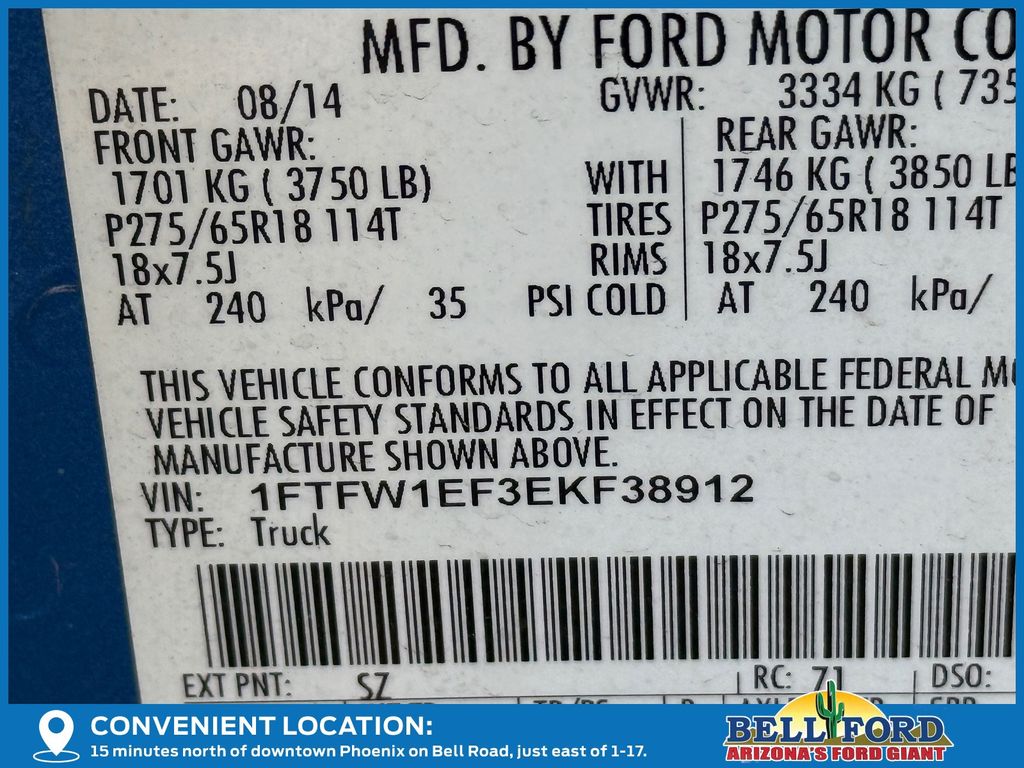 MFD. BY FORD MOTOR CO
DATE: 08/14 GVWR: 3334 KG ( 735
FRONT GAWR: REAR GAWR:
1701 KG ( 3750 LB) WITH 1746 KG ( 3850 LB
P275/65R18 114T TIRES P275/65R18 114T
18x7.5J RIMS 18x7.5J
AT 240 kPa/ 35 PSI COLD AT 240 kPa/
THIS VEHICLE CONFORMS TO ALL APPLICABLE FEDERAL MO
VEHICLE SAFETY STANDARDS IN EFFECT ON THE DATE OF
MANUFACTURE SHOWN ABOVE.
VIN: 1FTFW1EF3EKF38912
TYPE: Truck
EXT PNT: SZ RC: 71 DSO:
CONVENIENT LOCATION:
15 minutes north of downtown Phoenix on Bell Road, just east of 1-17.
BELL FORD
ARIZONA'S FORD GIANT